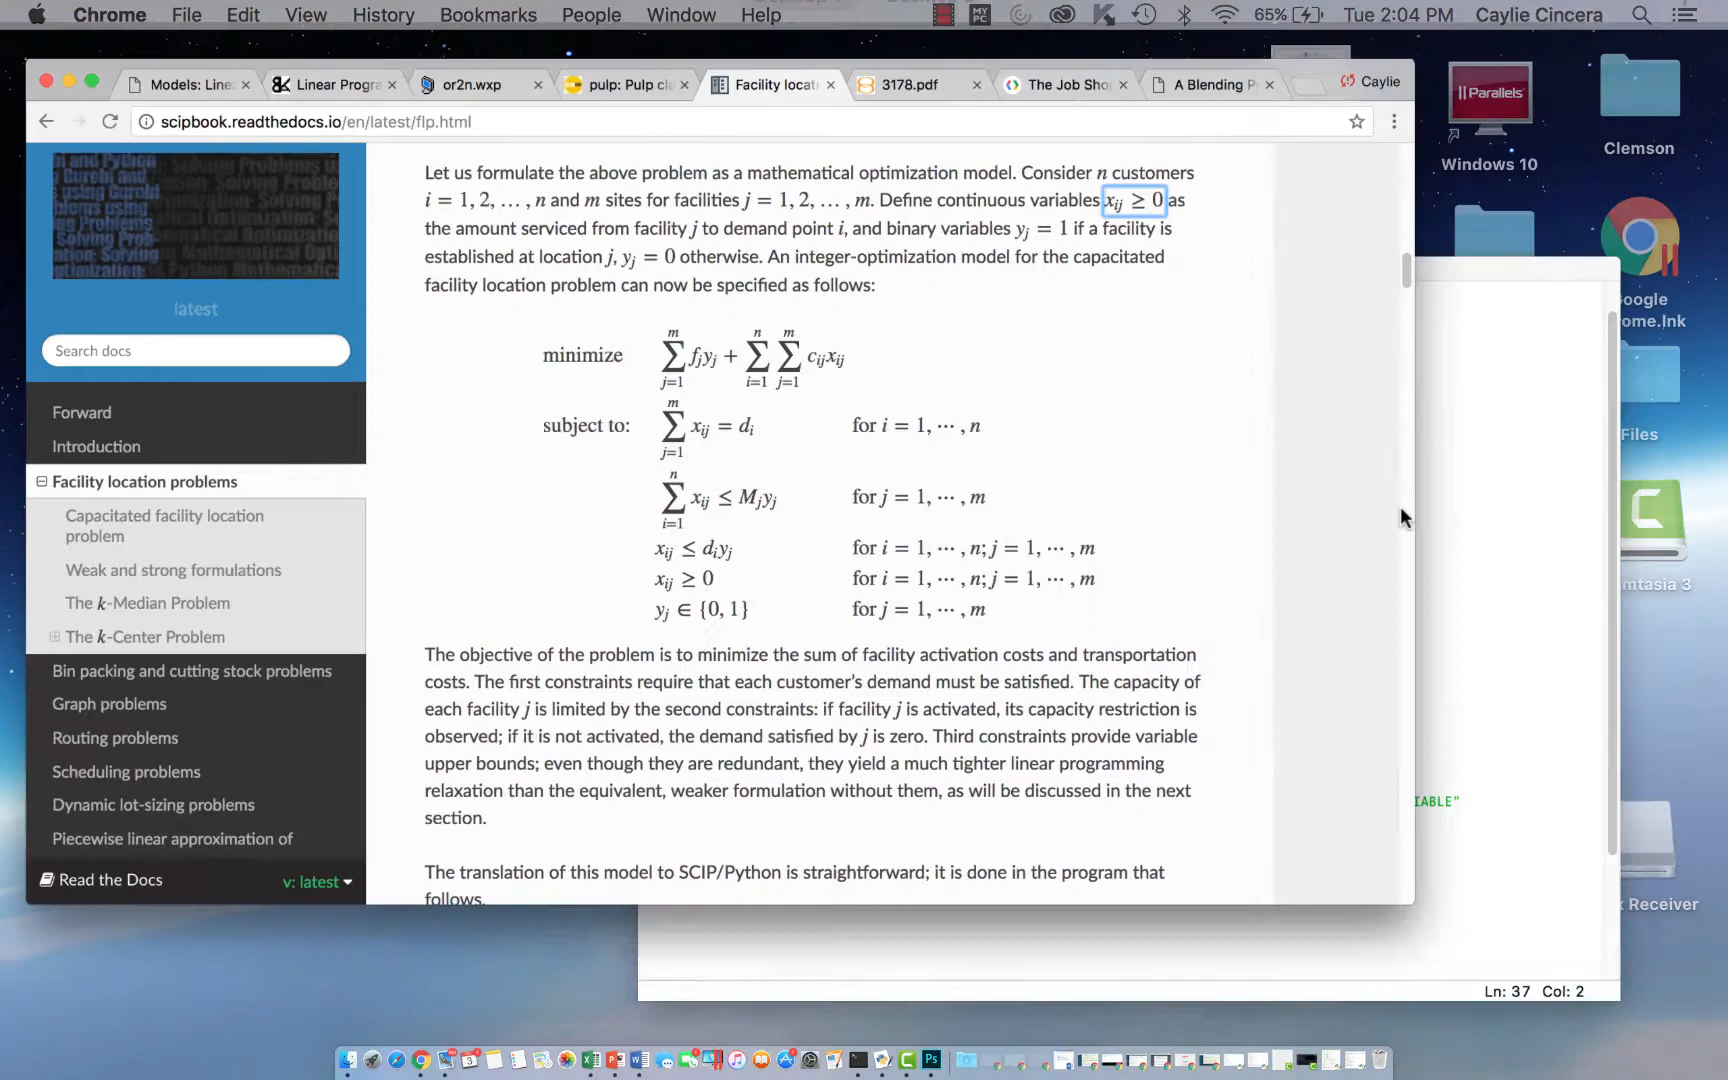 Chrome File Edit View History Bookmarks People Window Help 65% Tue 2:04 PM Caylie Cincera
Models: Line
Linear Progra
or2n.wxp
pulp: Pulp cla
Facility locati
3178.pdf
The Job Sho
A Blending P
Caylie
scipbook.readthedocs.io/en/latest/flp.html
latest
Search docs
Forward
Introduction
Facility location problems
Capacitated facility location
problem
Weak and strong formulations
The k-Median Problem
The k-Center Problem
Bin packing and cutting stock problems
Graph problems
Routing problems
Scheduling problems
Dynamic lot-sizing problems
Piecewise linear approximation of
Read the Docs v: latest
Let us formulate the above problem as a mathematical optimization model. Consider n customers
i = 1, 2, … , n and m sites for facilities j = 1, 2, … , m. Define continuous variables x_ij ≥ 0 as
the amount serviced from facility j to demand point i, and binary variables y_j = 1 if a facility is
established at location j, y_j = 0 otherwise. An integer-optimization model for the capacitated
facility location problem can now be specified as follows:
minimize ∑_{j=1}^{m} f_j y_j + ∑_{i=1}^{n} ∑_{j=1}^{m} c_ij x_ij
subject to: ∑_{j=1}^{m} x_ij = d_i for i = 1, ⋯ , n
∑_{i=1}^{n} x_ij ≤ M_j y_j for j = 1, ⋯ , m
x_ij ≤ d_i y_j for i = 1, ⋯ , n; j = 1, ⋯ , m
x_ij ≥ 0 for i = 1, ⋯ , n; j = 1, ⋯ , m
y_j ∈ {0, 1} for j = 1, ⋯ , m
The objective of the problem is to minimize the sum of facility activation costs and transportation
costs. The first constraints require that each customer's demand must be satisfied. The capacity of
each facility j is limited by the second constraints: if facility j is activated, its capacity restriction is
observed; if it is not activated, the demand satisfied by j is zero. Third constraints provide variable
upper bounds; even though they are redundant, they yield a much tighter linear programming
relaxation than the equivalent, weaker formulation without them, as will be discussed in the next
section.
The translation of this model to SCIP/Python is straightforward; it is done in the program that
follows.
|| Parallels
Windows 10
Clemson
Google
ome.lnk
Files
mtasia 3
Receiver
IABLE"
Ln: 37 Col: 2